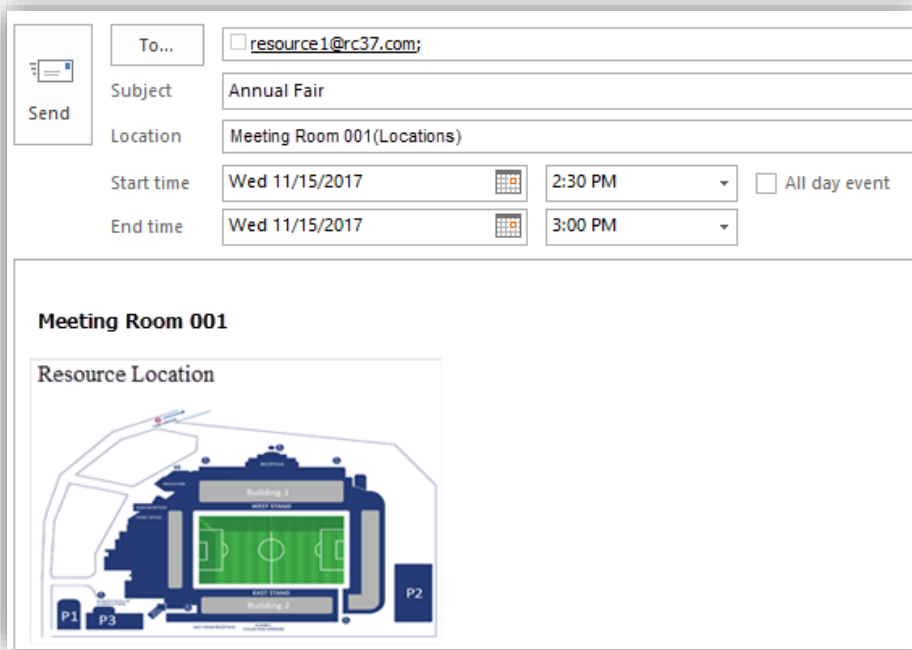 To...
resource1@rc37.com;
Send
Subject
Annual Fair
Location
Meeting Room 001(Locations)
Start time
Wed 11/15/2017
2:30 PM
All day event
End time
Wed 11/15/2017
3:00 PM
Meeting Room 001
Resource Location
RECEPTION
Building 1
WEST STAND
EAST STAND
Building 2
P1
P3
P2